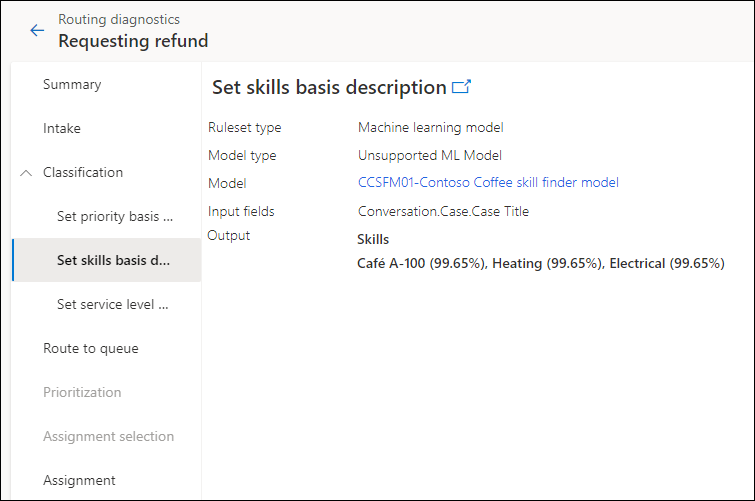 Routing diagnostics
Requesting refund
Summary
Intake
Classification
Set priority basis ...
Set skills basis d...
Set service level ...
Route to queue
Prioritization
Assignment selection
Assignment
Set skills basis description
Ruleset type Machine learning model
Model type Unsupported ML Model
Model CCSFM01-Contoso Coffee skill finder model
Input fields Conversation.Case.Case Title
Output Skills
Café A-100 (99.65%), Heating (99.65%), Electrical (99.65%)